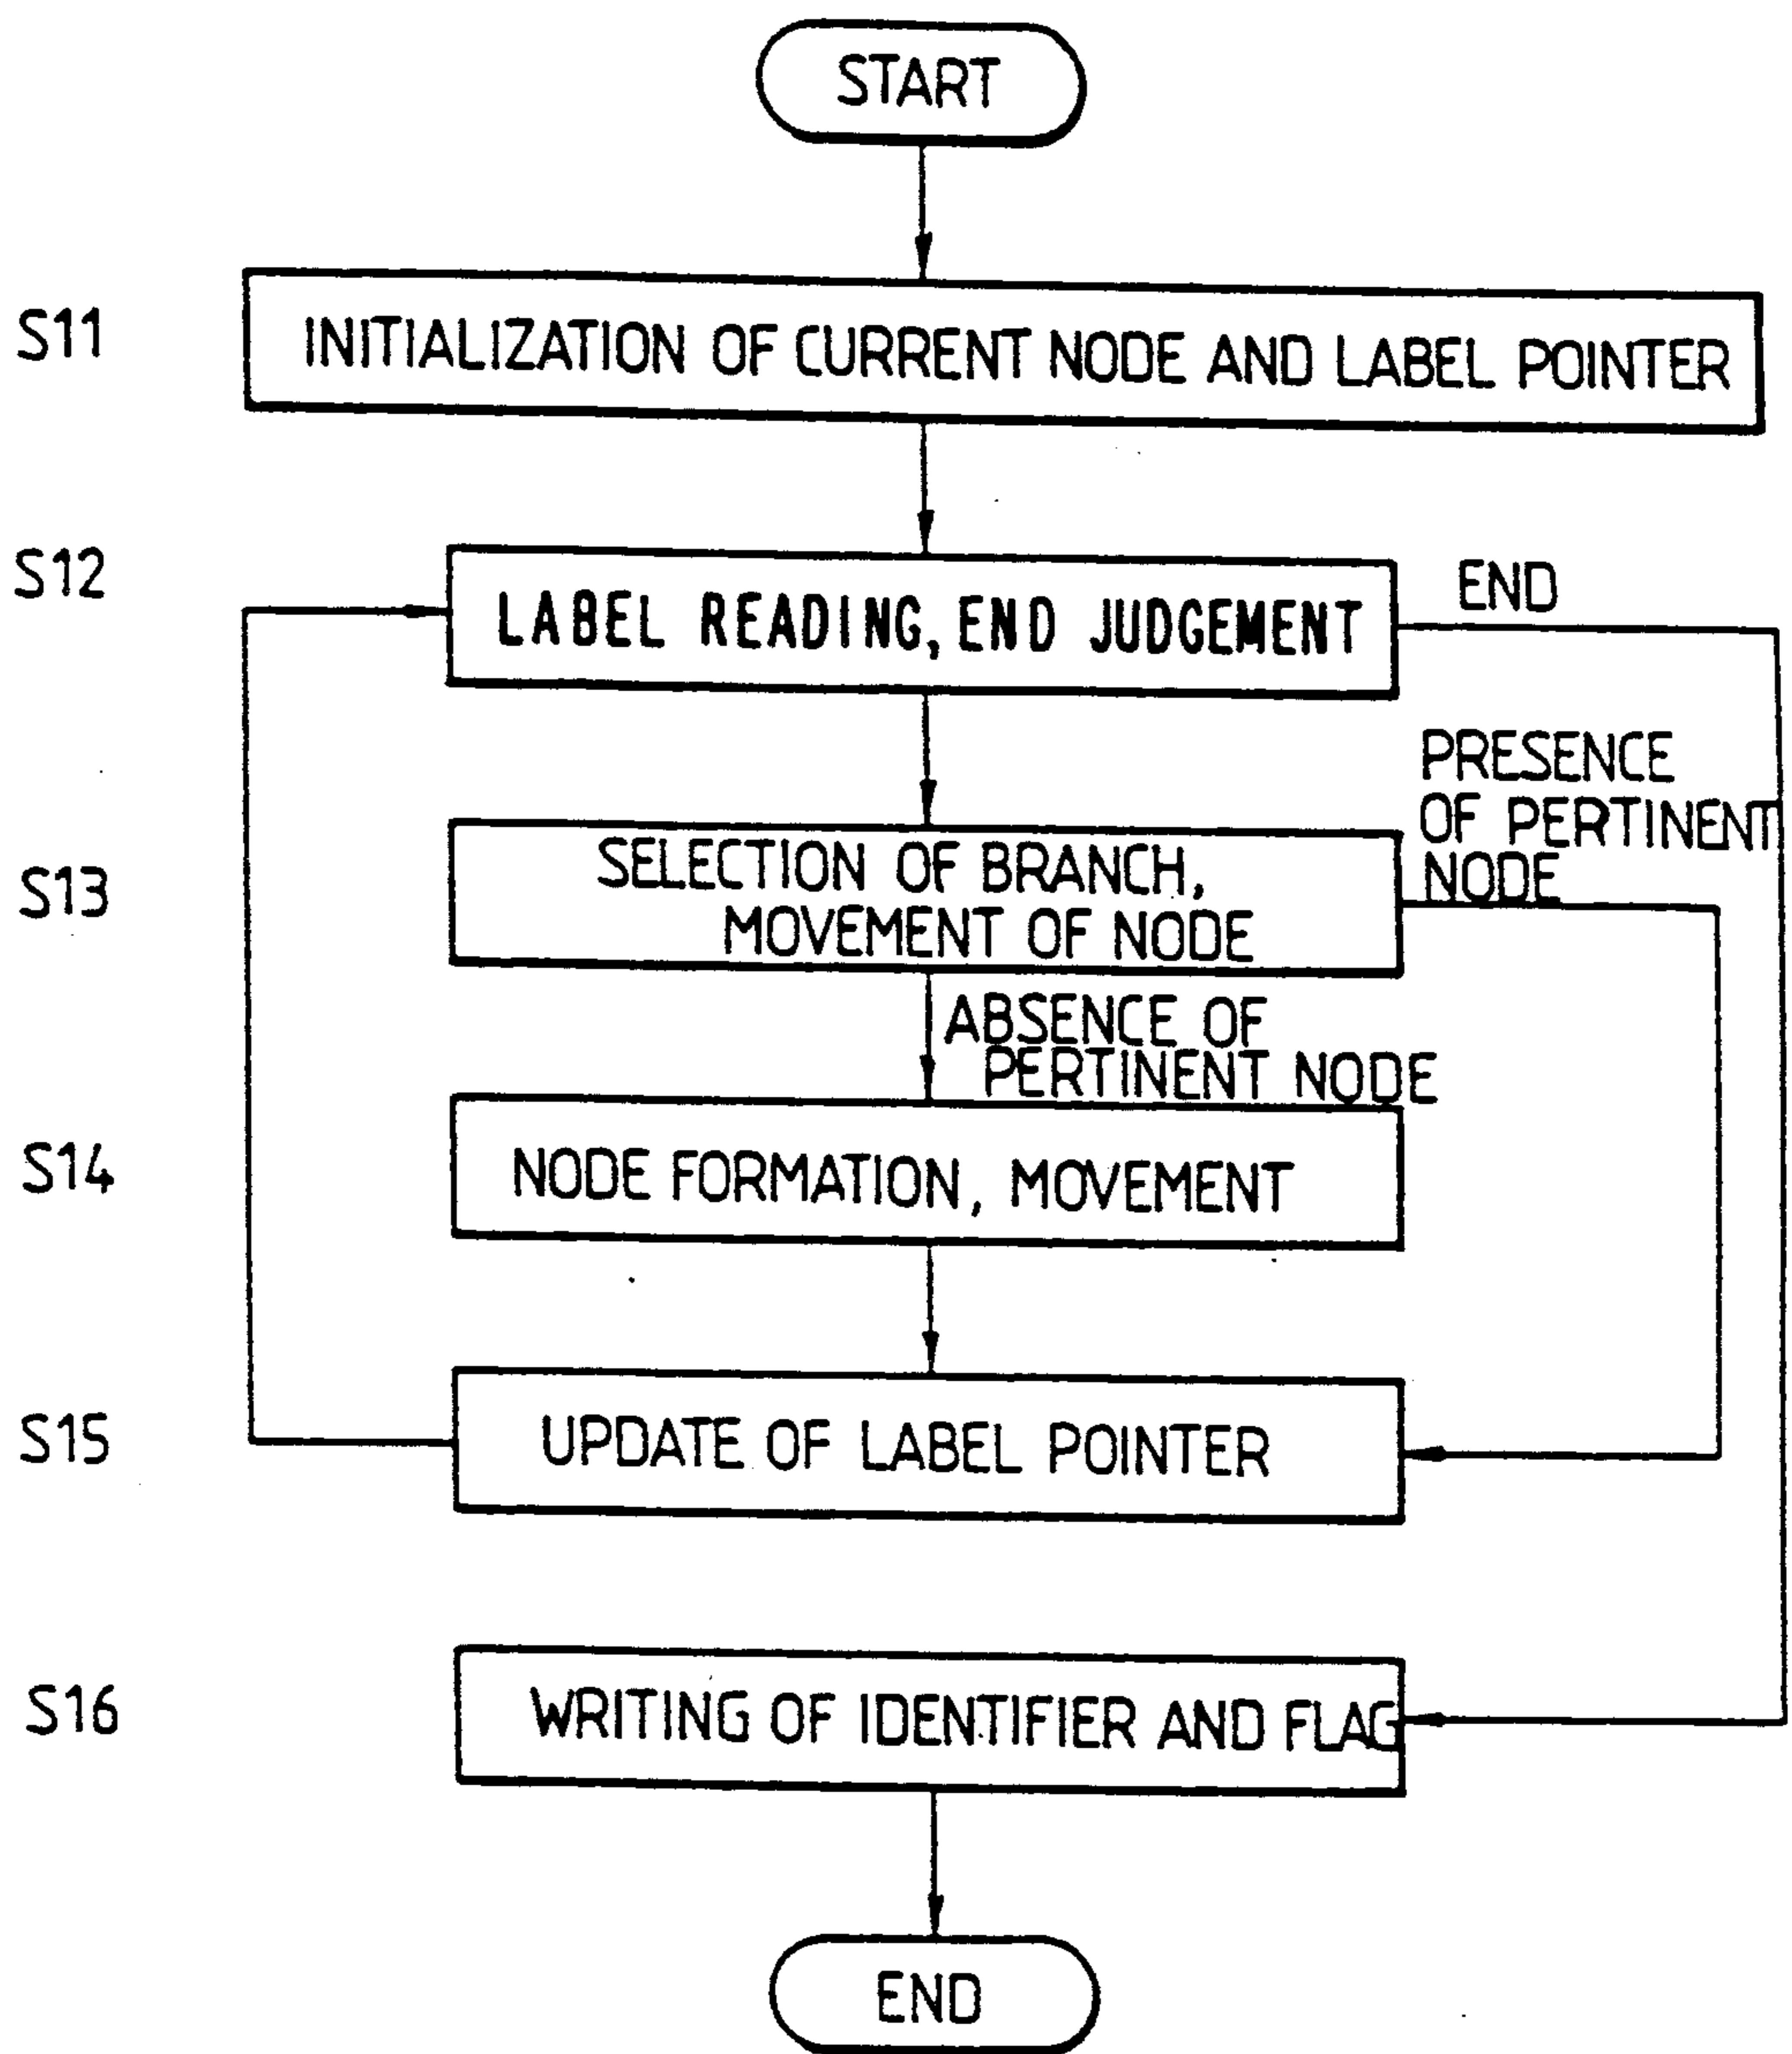 START
S11
INITIALIZATION OF CURRENT NODE AND LABEL POINTER
S12
LABEL READING, END JUDGEMENT
END
PRESENCE
OF PERTINENT
NODE
S13
SELECTION OF BRANCH,
MOVEMENT OF NODE
ABSENCE OF
PERTINENT NODE
S14
NODE FORMATION, MOVEMENT
S15
UPDATE OF LABEL POINTER
S16
WRITING OF IDENTIFIER AND FLAG
END